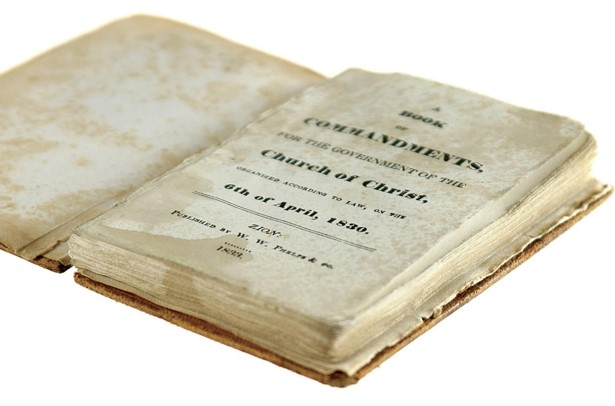 A
BOOK
OF
COMMANDMENTS,
FOR THE GOVERNMENT OF THE
Church of Christ,
ORGANIZED ACCORDING TO LAW, ON THE
6th of April, 1830.
ZION:
PUBLISHED BY W. W. PHELPS & CO.
1833.